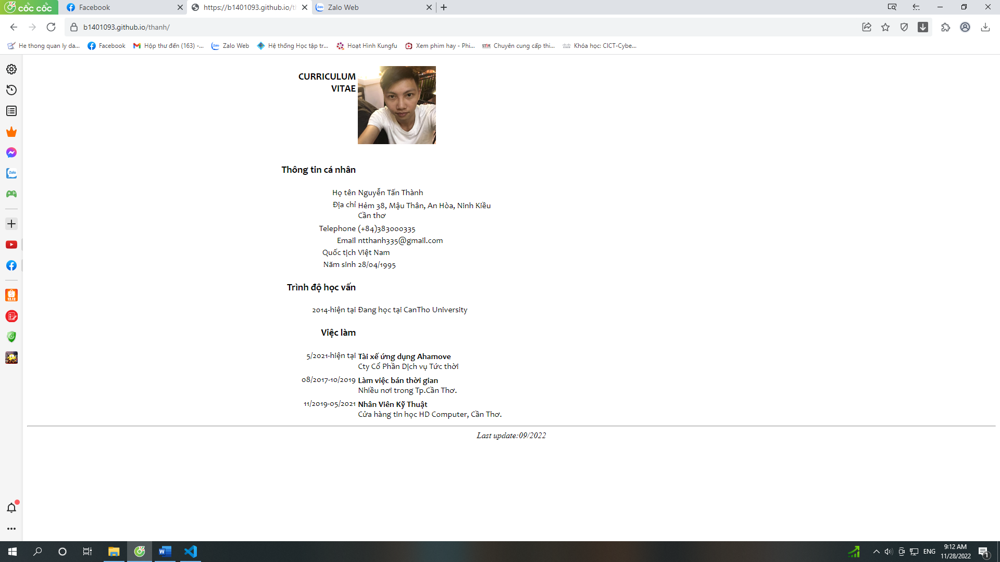 cốc cốc
Facebook
https://b1401093.github.io/th
Zalo Web
b1401093.github.io/thanh/
He thong quan ly da...
Facebook
Hộp thư đến (163) -...
Zalo Web
Hệ thống Học tập tr...
Hoạt Hình Kungfu
Xem phim hay - Phi...
Chuyên cung cấp thi...
Khóa học: CICT-Cybe...
CURRICULUM
VITAE
Thông tin cá nhân
Họ tên Nguyễn Tấn Thành
Địa chỉ Hẻm 38, Mậu Thân, An Hòa, Ninh Kiều
Cần thơ
Telephone (+84)383000335
Email ntthanh335@gmail.com
Quốc tịch Việt Nam
Năm sinh 28/04/1995
Trình độ học vấn
2014-hiện tại Đang học tại CanTho University
Việc làm
5/2021-hiện tại Tài xế ứng dụng Ahamove
Cty Cổ Phần Dịch vụ Tức thời
08/2017-10/2019 Làm việc bán thời gian
Nhiều nơi trong Tp.Cần Thơ.
11/2019-05/2021 Nhân Viên Kỹ Thuật
Cửa hàng tin học HD Computer, Cần Thơ.
Last update:09/2022
ENG
9:12 AM
11/28/2022
1